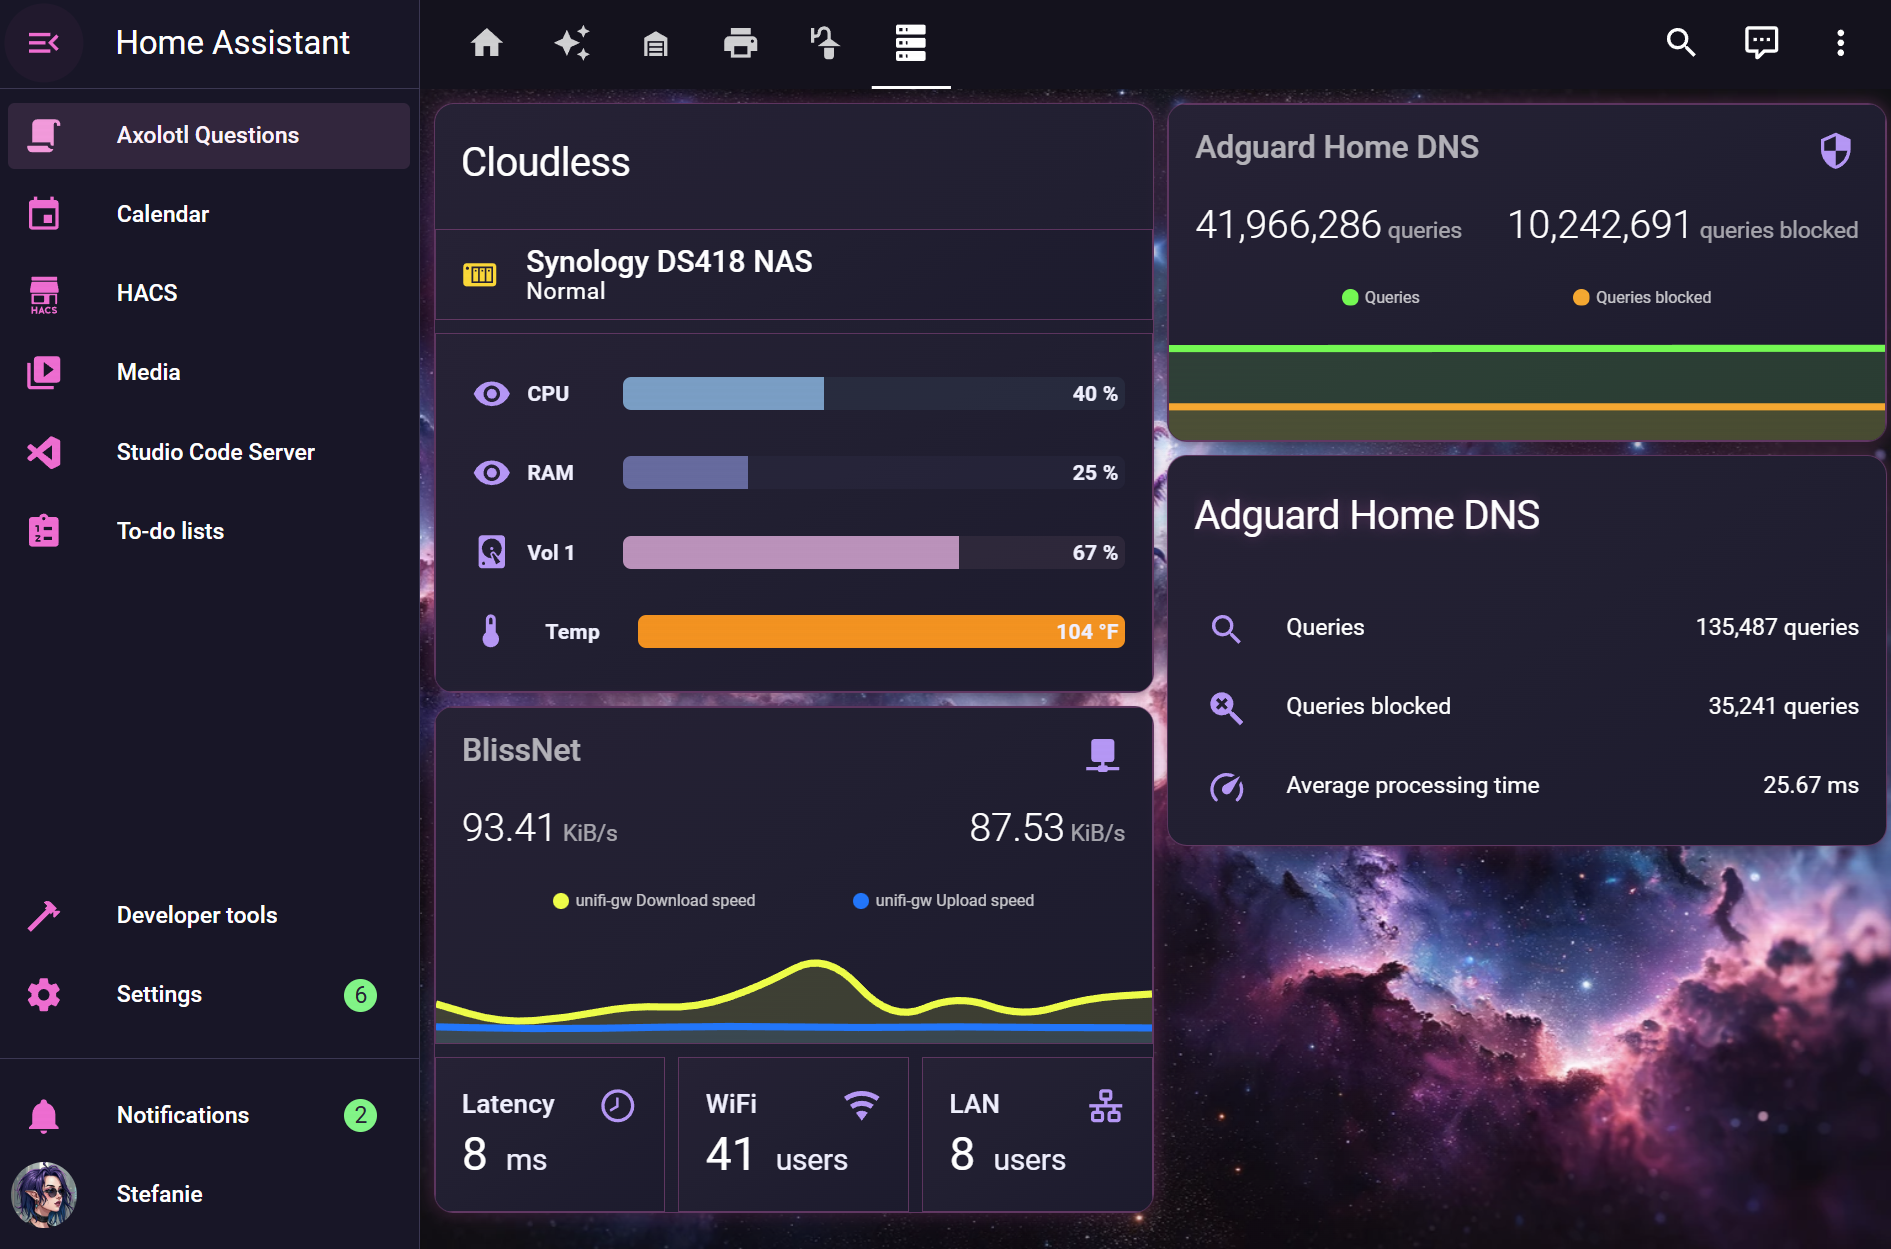 Home Assistant
Axolotl Questions
Calendar
HACS
HACS
Media
Studio Code Server
1
2
To-do lists
Developer tools
Settings
6
Notifications
2
Stefanie
Cloudless
Synology DS418 NAS
Normal
CPU
40 %
RAM
25 %
Vol 1
67 %
Temp
104 °F
BlissNet
93.41 KiB/s
87.53 KiB/s
unifi-gw Download speed
unifi-gw Upload speed
Latency
8 ms
WiFi
41 users
LAN
8 users
Adguard Home DNS
41,966,286 queries
10,242,691 queries blocked
Queries
Queries blocked
Adguard Home DNS
Queries
135,487 queries
Queries blocked
35,241 queries
Average processing time
25.67 ms